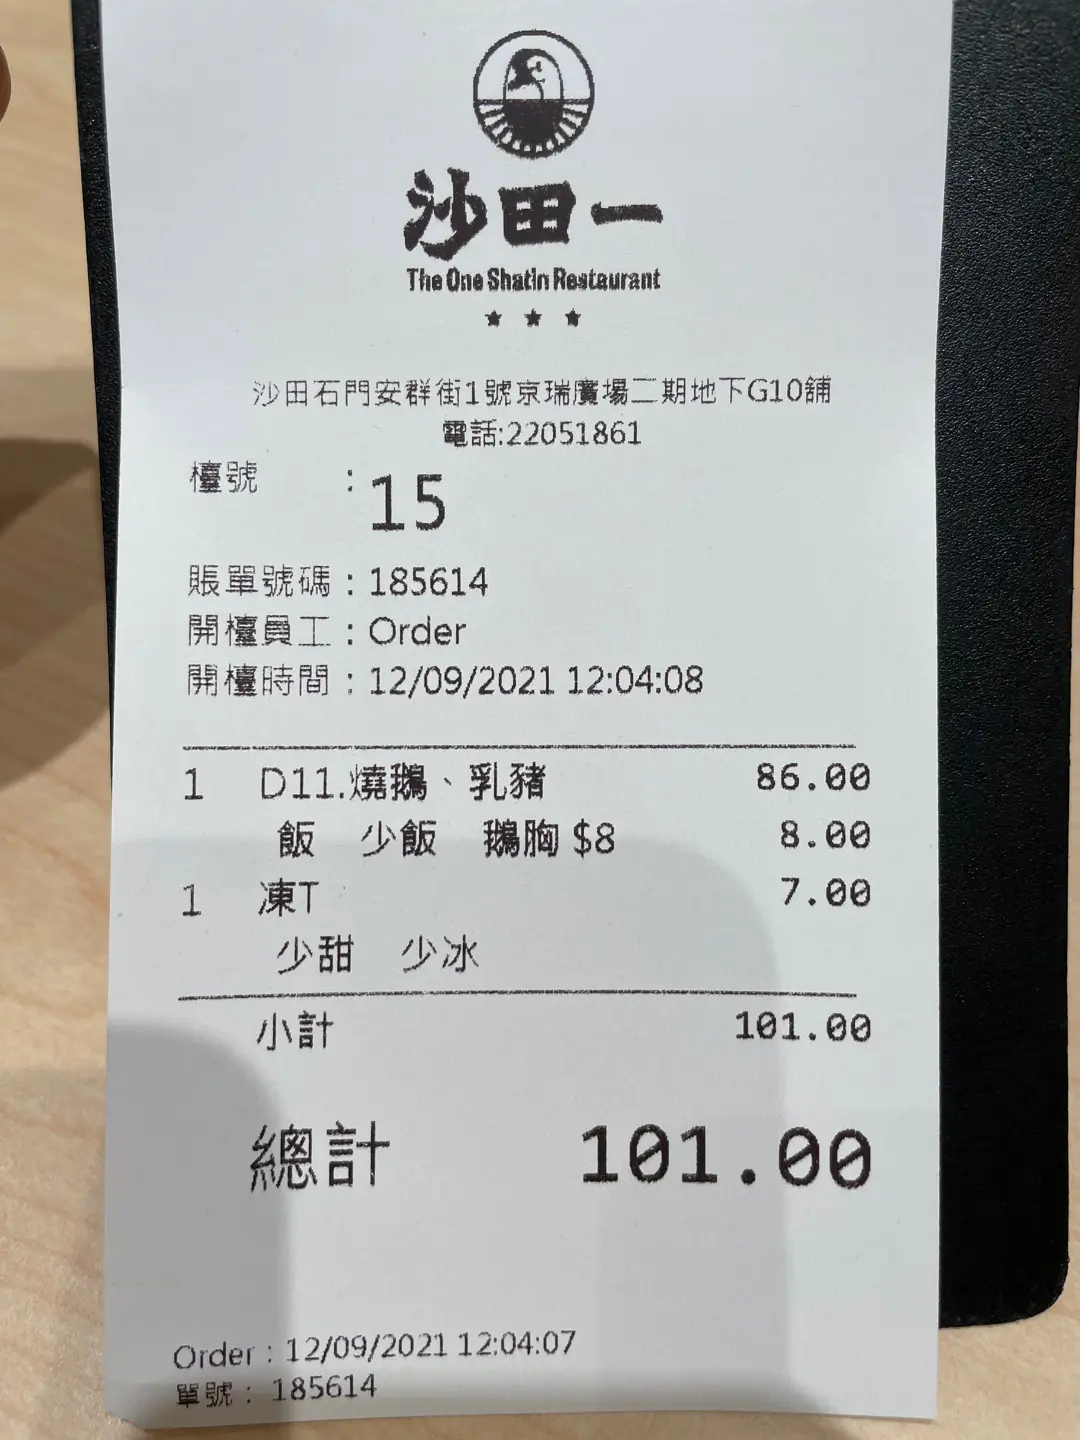 沙田一
The One Shatin Restaurant
★ ★ ★
沙田石門安群街1號京瑞廣場二期地下G10舖
電話:22051861
檯號 : 15
賬單號碼 : 185614
開檯員工 : Order
開檯時間 : 12/09/2021 12:04:08
1 D11.燒鵝、乳豬 86.00
飯 少飯 鵝胸 $8 8.00
1 凍T 7.00
少甜 少冰
小計 101.00
總計 101.00
Order : 12/09/2021 12:04:07
單號 : 185614